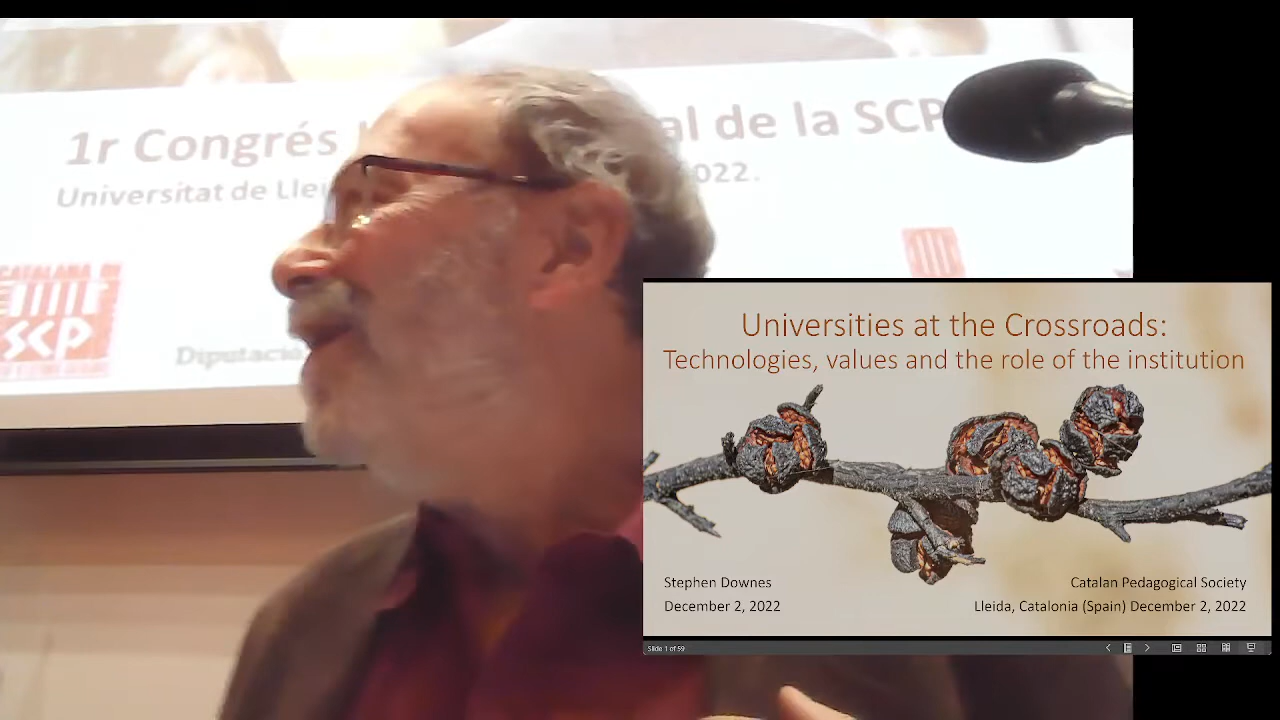 1r Congrés al de la SCP
Universitat de Lleu 2022.
CATALANA
SCP
Diputació
Universities at the Crossroads:
Technologies, values and the role of the institution
Stephen Downes
December 2, 2022
Catalan Pedagogical Society
Lleida, Catalonia (Spain) December 2, 2022
Slide 1 of 59